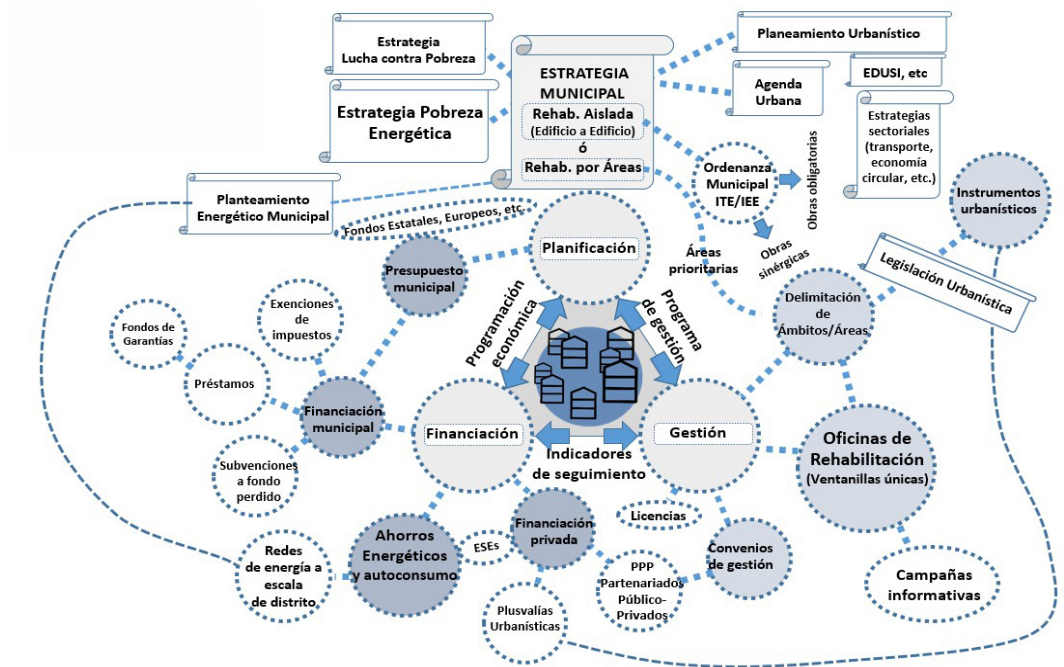 Estrategia
Lucha contra Pobreza
Estrategia Pobreza
Energética
ESTRATEGIA
MUNICIPAL
Rehab. Aislada
(Edificio a Edificio)
ó
Rehab. por Áreas
Planeamiento Urbanístico
Agenda
Urbana
EDUSI, etc
Estrategias
sectoriales
(transporte,
economía
circular, etc.)
Planteamiento
Energético Municipal
Fondos Estatales, Europeos, etc.
Ordenanza
Municipal
ITE/IEE
Obras obligatorias
Obras
sinérgicas
Áreas
prioritarias
Instrumentos
urbanísticos
Legislación Urbanística
Delimitación
de
Ámbitos/Áreas
Planificación
Presupuesto
municipal
Exenciones
de
impuestos
Fondos de
Garantías
Préstamos
Financiación
municipal
Subvenciones
a fondo
perdido
Programación
económica
Programa
de gestión
Financiación
Gestión
Indicadores
de seguimiento
Oficinas de
Rehabilitación
(Ventanillas únicas)
Licencias
Convenios
de gestión
Campañas
informativas
Financiación
privada
ESEs
Ahorros
Energéticos
y autoconsumo
Redes
de energía a
escala
de distrito
Plusvalías
Urbanísticas
PPP
Partenariados
Público-
Privados